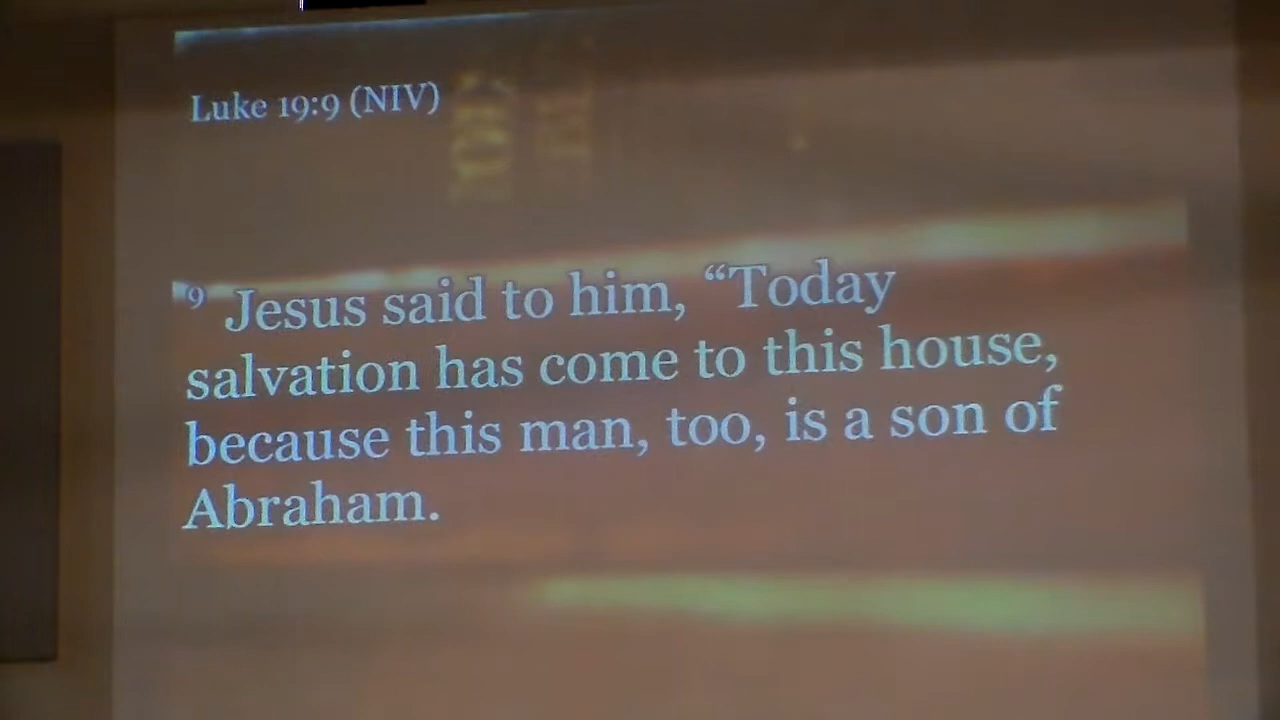 Luke 19:9 (NIV)
9 Jesus said to him, “Today
salvation has come to this house,
because this man, too, is a son of
Abraham.